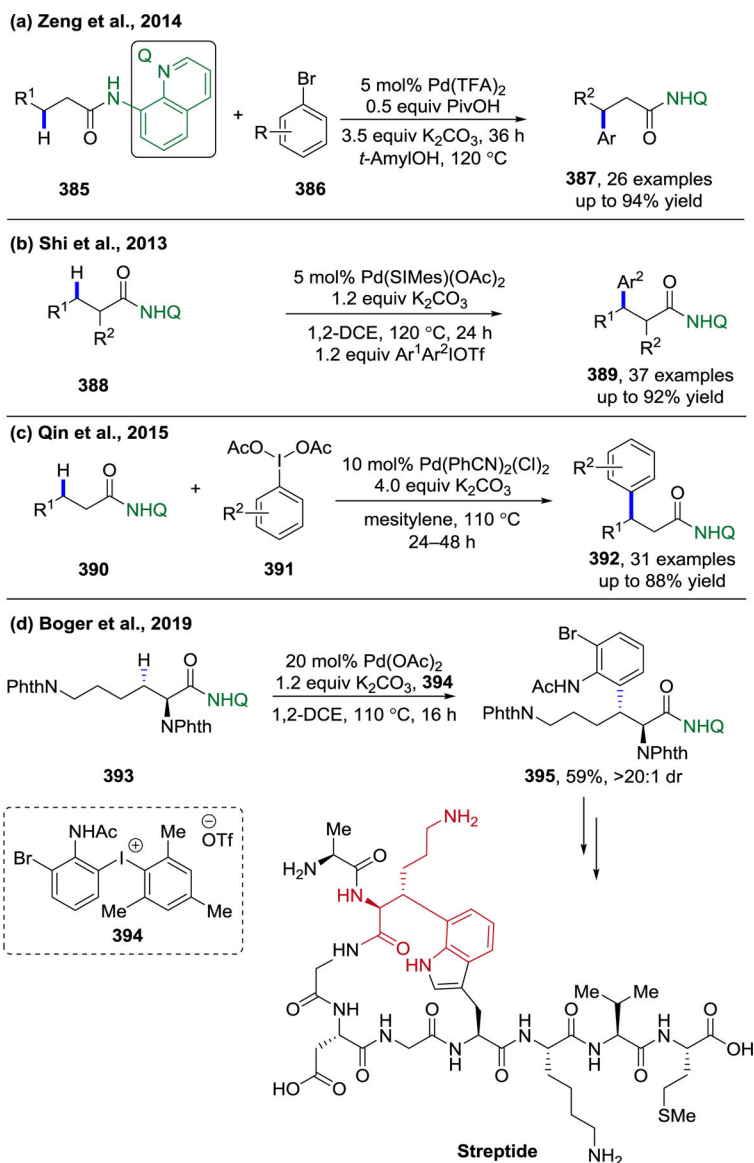 (a) Zeng et al., 2014
R1
H
O
H
N
Q
N
385
+
Br
R
386
5 mol% Pd(TFA)2
0.5 equiv PivOH
3.5 equiv K2CO3, 36 h
t-AmylOH, 120 °C
R2
Ar
O
NHQ
387, 26 examples
up to 94% yield
(b) Shi et al., 2013
H
O
R1
NHQ
R2
388
5 mol% Pd(SIMes)(OAc)2
1.2 equiv K2CO3
1,2-DCE, 120 °C, 24 h
1.2 equiv Ar1Ar2IOTf
Ar2
O
R1
NHQ
R2
389, 37 examples
up to 92% yield
(c) Qin et al., 2015
H
O
R1
NHQ
390
+
AcO
I
OAc
R2
391
10 mol% Pd(PhCN)2(Cl)2
4.0 equiv K2CO3
mesitylene, 110 °C
24–48 h
R2
O
R1
NHQ
392, 31 examples
up to 88% yield
(d) Boger et al., 2019
H
O
PhthN
NHQ
NPhth
393
20 mol% Pd(OAc)2
1.2 equiv K2CO3, 394
1,2-DCE, 110 °C, 16 h
Br
AcHN
O
PhthN
NHQ
NPhth
395, 59%, >20:1 dr
NHAc
Br
I
+
Me
Me
Me
−
OTf
394
Me
NH2
H2N
O
HN
NH
O
HN
O
NH
O
HO
O
H
N
O
N
H
O
H
N
O
N
H
Me
Me
O
H
N
O
OH
SMe
NH2
Streptide